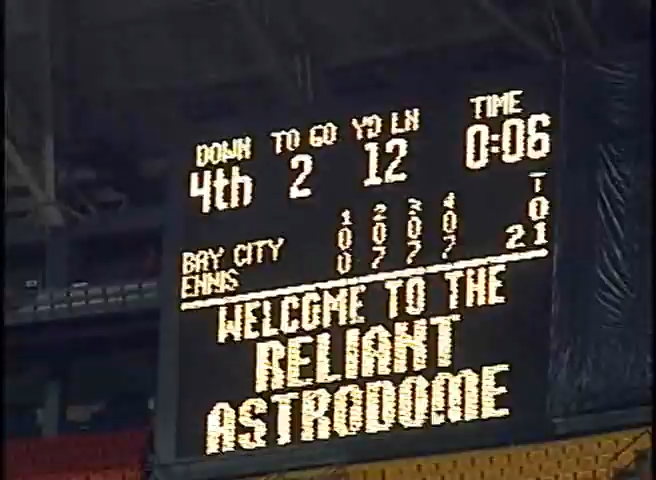 DOWN TO GO YD LN TIME
4th 2 12 0:06
1 2 3 4 T
BAY CITY 0 0 0 0 0
ENNIS 0 7 7 7 21
WELCOME TO THE
RELIANT
ASTRODOME